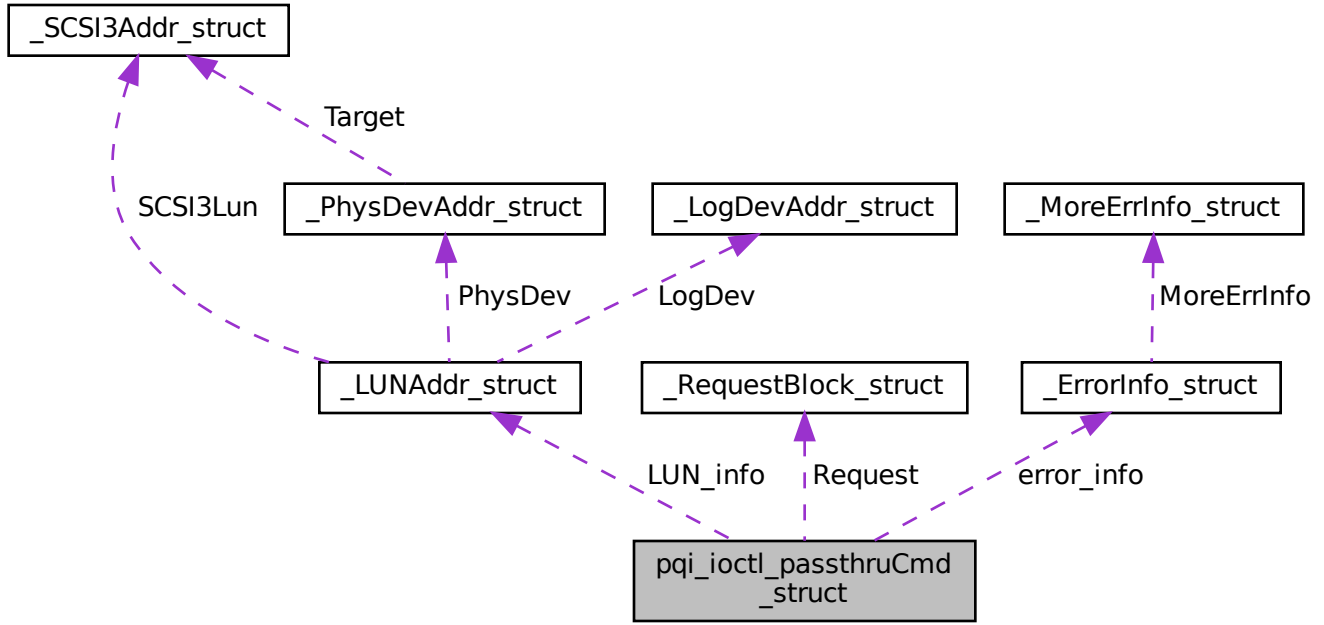 _SCSI3Addr_struct
Target
SCSI3Lun
_PhysDevAddr_struct
_LogDevAddr_struct
_MoreErrInfo_struct
PhysDev
LogDev
MoreErrInfo
_LUNAddr_struct
_RequestBlock_struct
_ErrorInfo_struct
LUN_info
Request
error_info
pqi_ioctl_passthruCmd
_struct